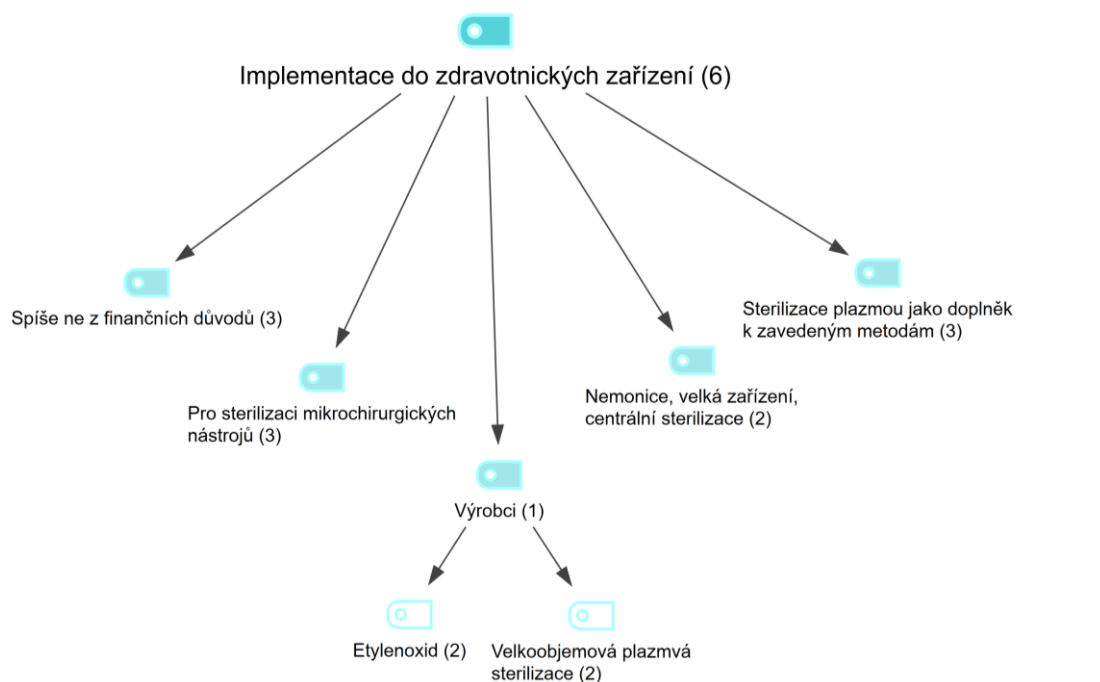 Implementace do zdravotnických zařízení (6)
Spíše ne z finančních důvodů (3)
Sterilizace plazmou jako doplněk
k zavedeným metodám (3)
Pro sterilizaci mikrochirurgických
nástrojů (3)
Nemonice, velká zařízení,
centrální sterilizace (2)
Výrobci (1)
Etylenoxid (2)
Velkoobjemová plazmvá
sterilizace (2)